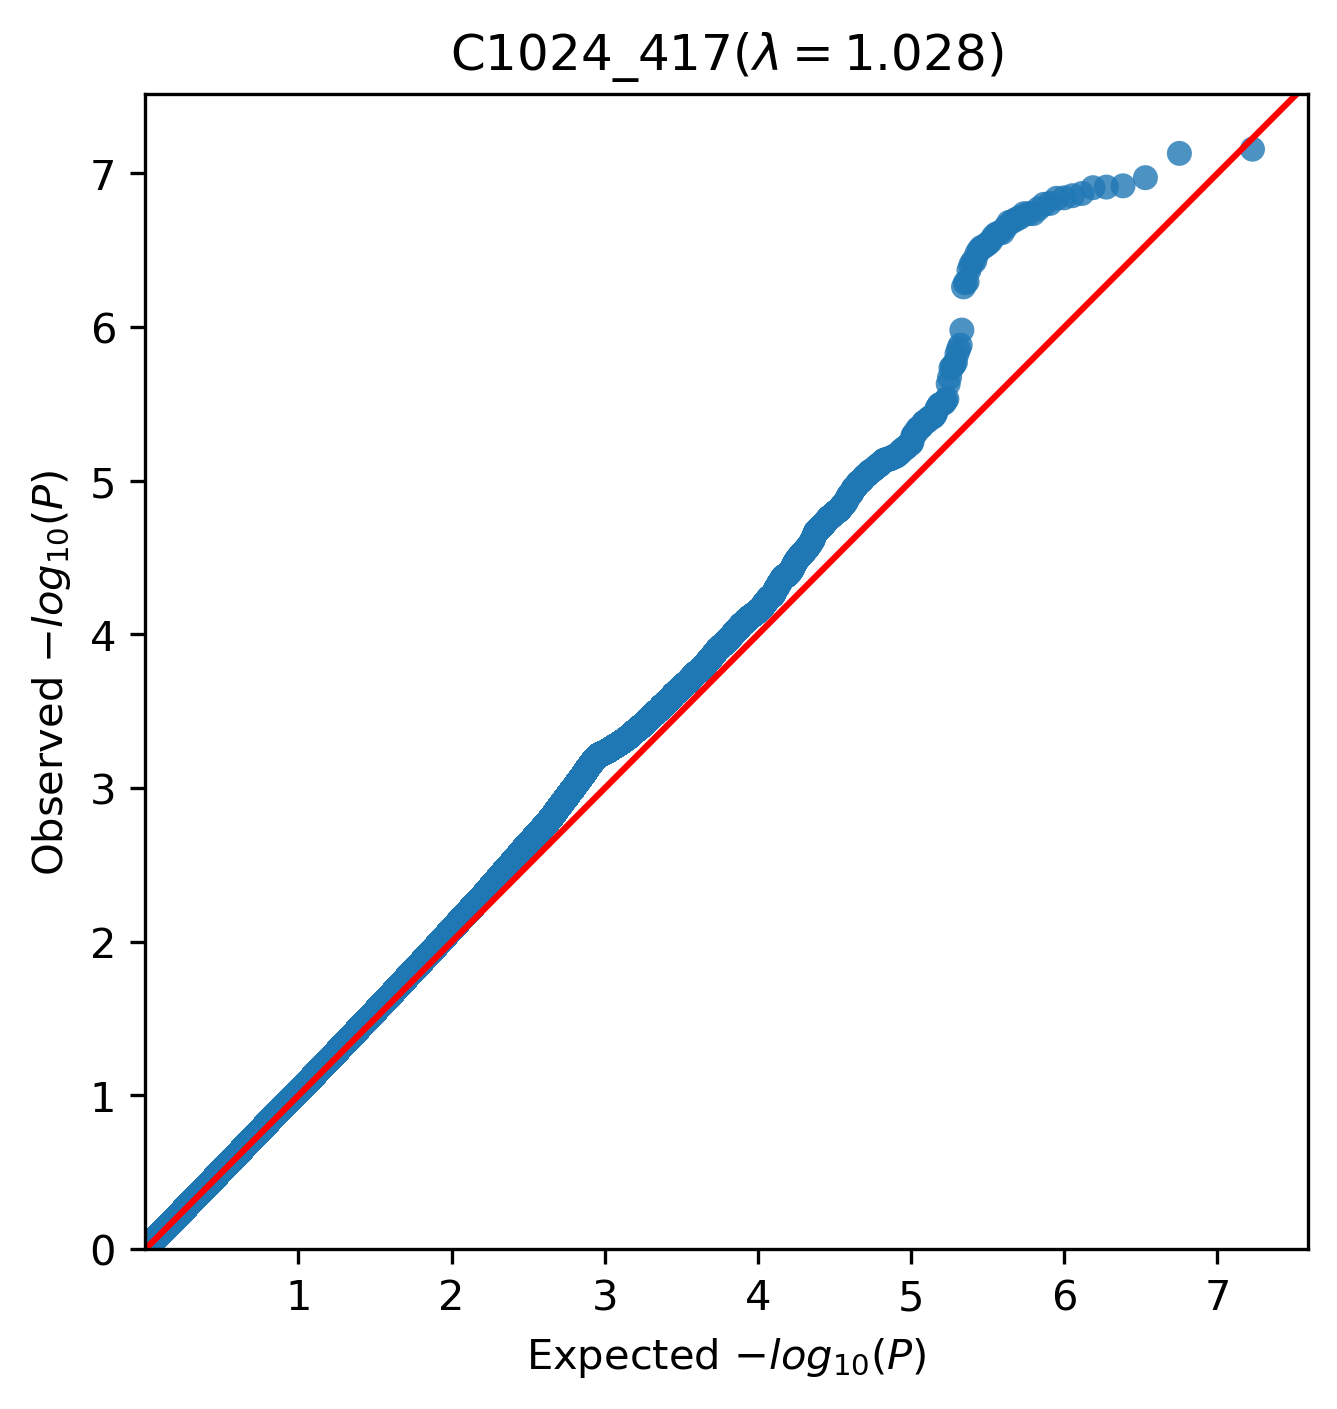 C1024_417(λ = 1.028)
Observed −log₁₀(P)
7
6
5
4
3
2
1
0
1 2 3 4 5 6 7
Expected −log₁₀(P)